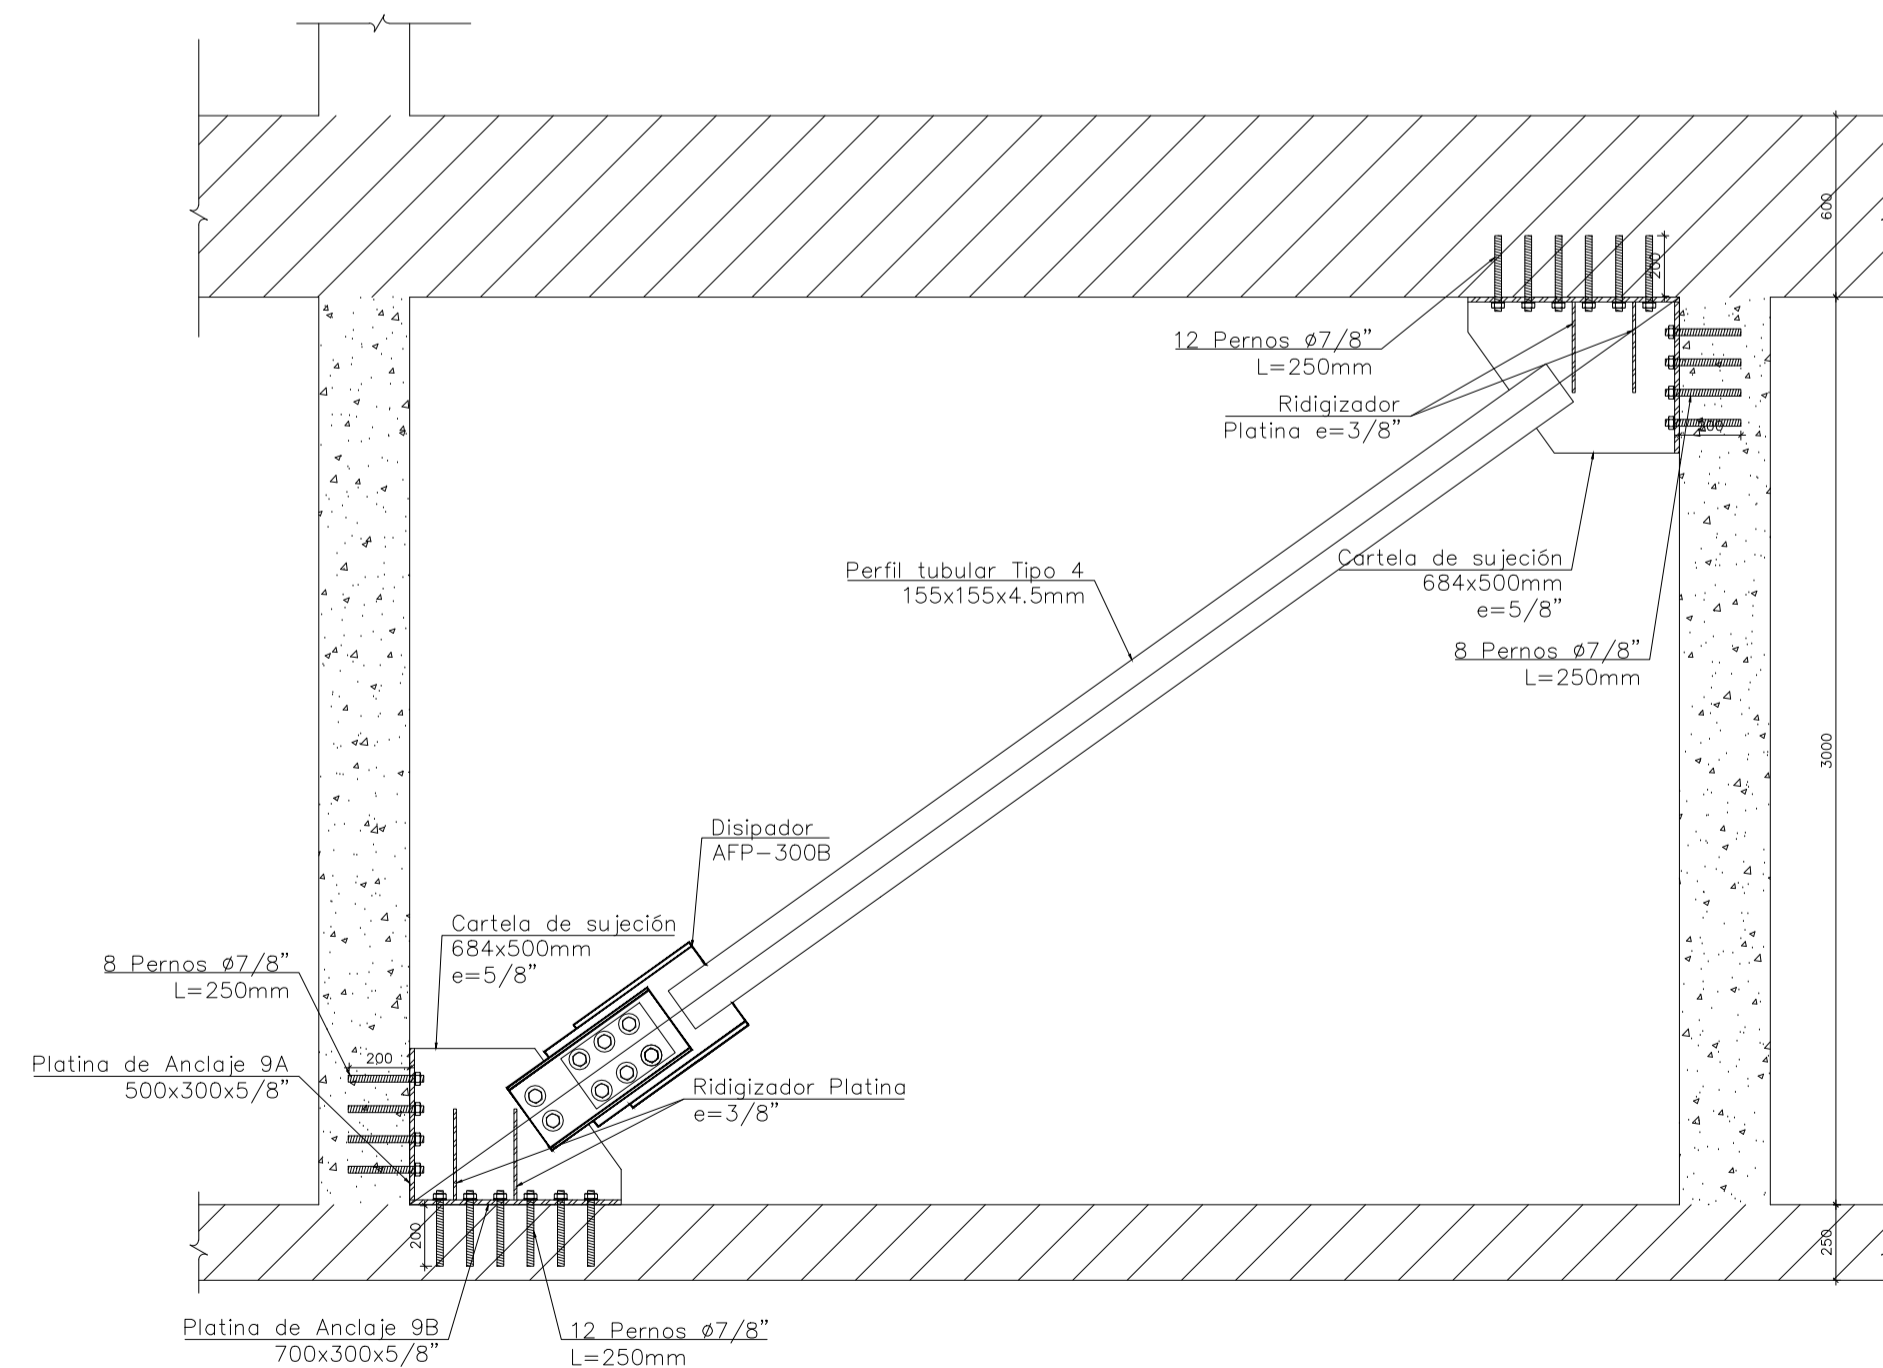 600
200
12 Pernos ø7/8”
L=250mm
Ridigizador
Platina e=3/8”
200
Perfil tubular Tipo 4
155x155x4.5mm
Cartela de sujeción
684x500mm
e=5/8”
8 Pernos ø7/8”
L=250mm
3000
Disipador
AFP-300B
Cartela de sujeción
684x500mm
e=5/8”
8 Pernos ø7/8”
L=250mm
200
Platina de Anclaje 9A
500x300x5/8”
Ridigizador Platina
e=3/8”
200
250
Platina de Anclaje 9B
700x300x5/8”
12 Pernos ø7/8”
L=250mm